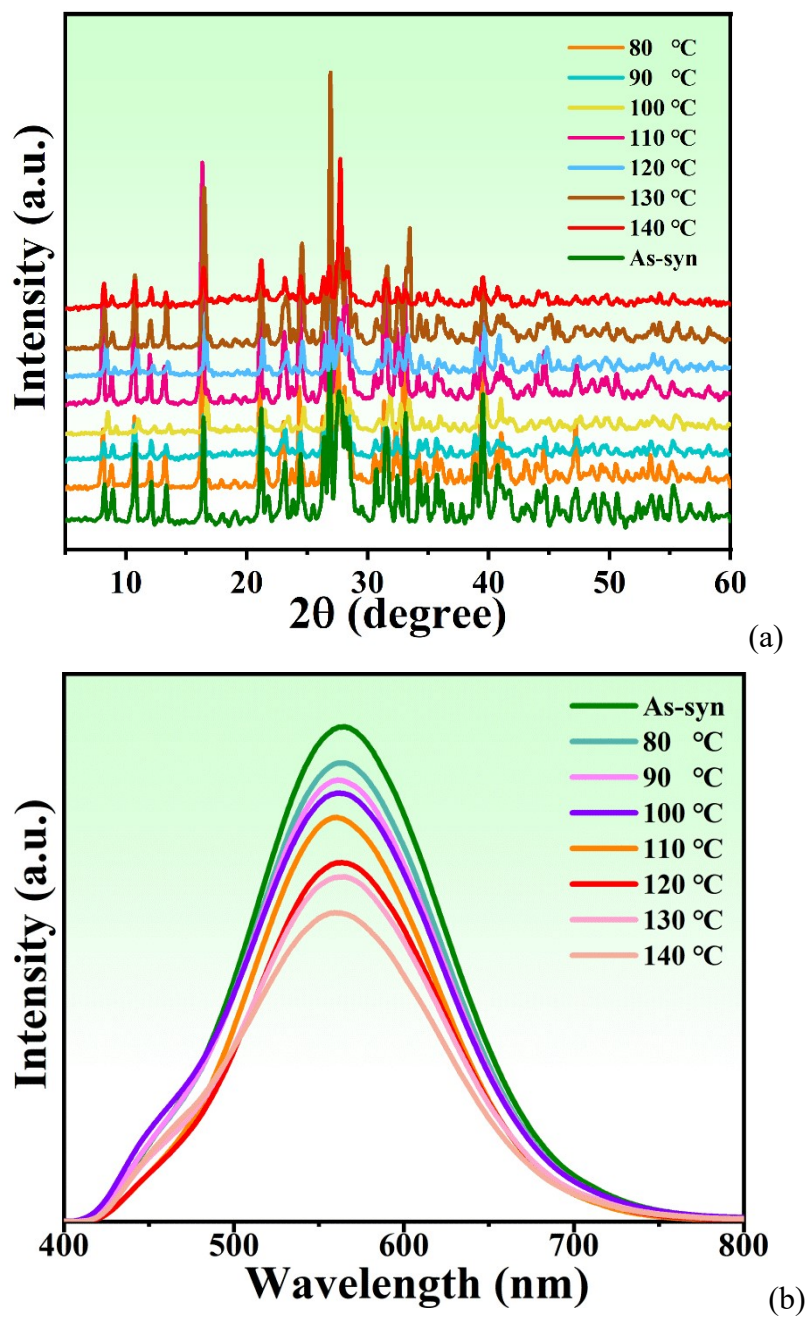 Intensity (a.u.)
80 ℃
90 ℃
100 ℃
110 ℃
120 ℃
130 ℃
140 ℃
As-syn
10 20 30 40 50 60
2θ (degree)
(a)
Intensity (a.u.)
As-syn
80 ℃
90 ℃
100 ℃
110 ℃
120 ℃
130 ℃
140 ℃
400 500 600 700 800
Wavelength (nm)
(b)